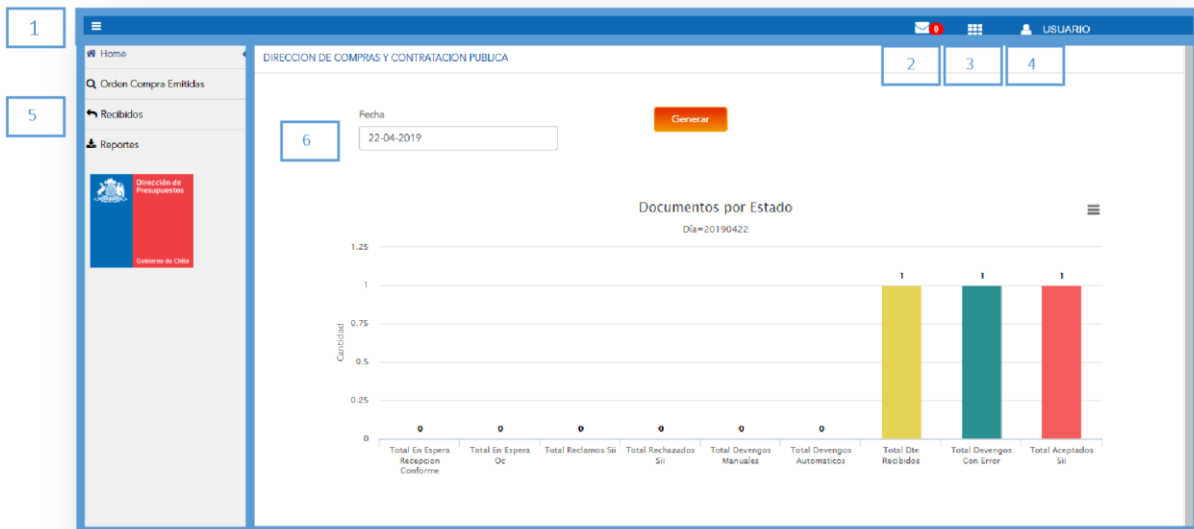 1
0
USUARIO
Home
DIRECCION DE COMPRAS Y CONTRATACION PUBLICA
2
3
4
Orden Compra Emitidas
5
Recibidos
Reportes
Dirección de
Presupuestos
Gobierno de Chile
6
Fecha
22-04-2019
Generar
Documentos por Estado
Día=20190422
Cantidad
1.25
1
0.75
0.5
0.25
0
0
0
0
0
0
0
1
1
1
Total En Espera
Recepcion
Conforme
Total En Espera
Oc
Total Reclamos Sii
Total Rechazados
Sii
Total Devengos
Manuales
Total Devengos
Automaticos
Total Dte
Recibidos
Total Devengos
Con Error
Total Aceptados
Sii